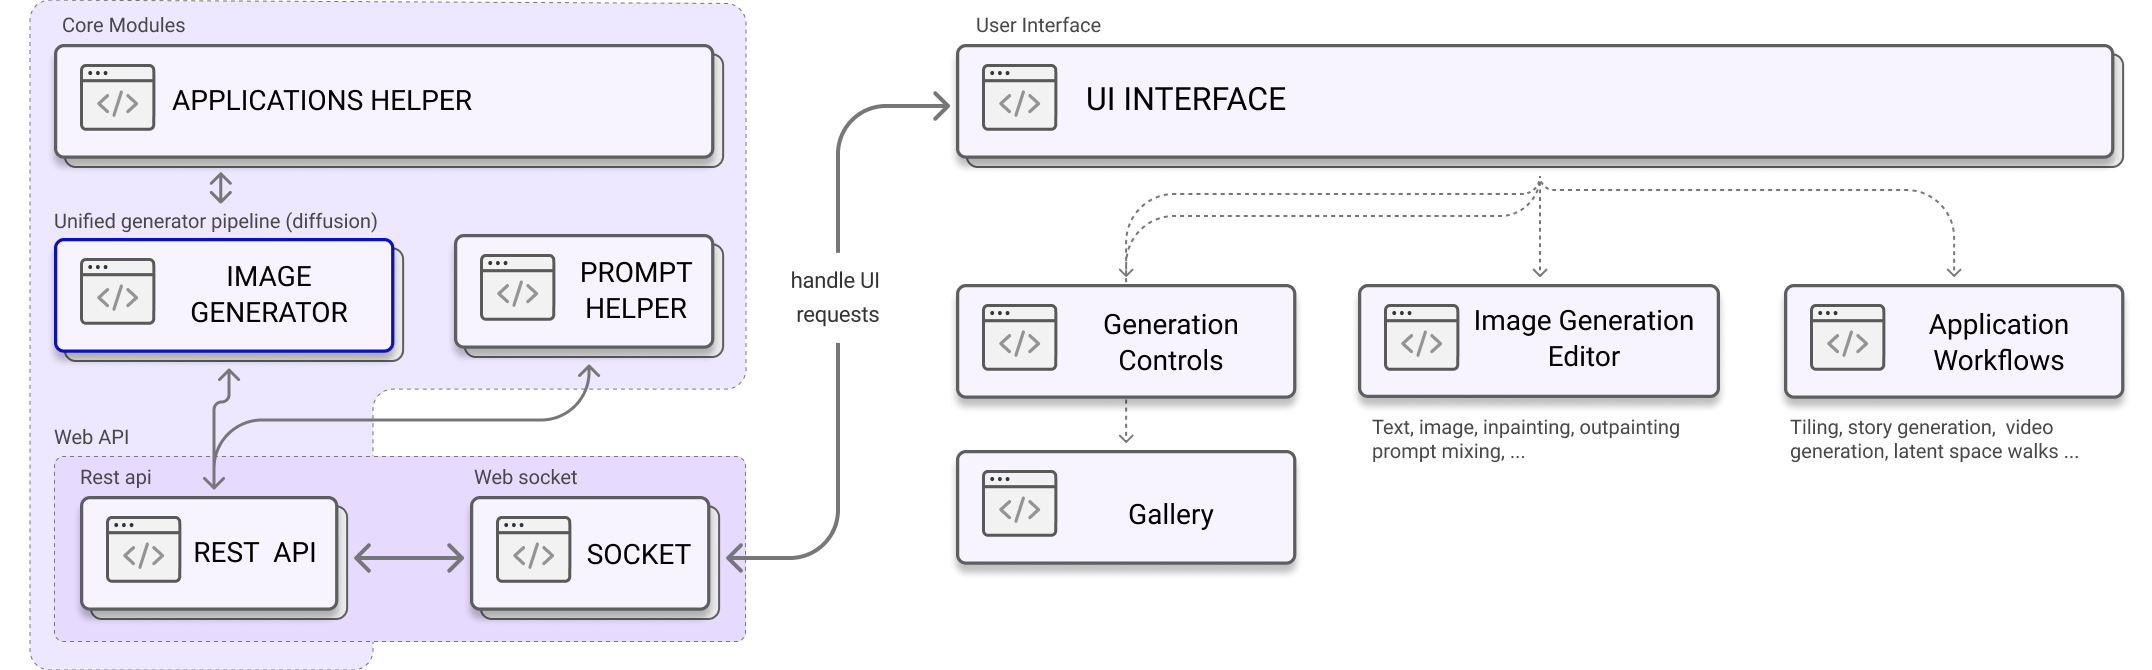 Core Modules
APPLICATIONS HELPER
Unified generator pipeline (diffusion)
IMAGE
GENERATOR
PROMPT
HELPER
Web API
Rest api
REST API
Web socket
SOCKET
handle UI
requests
User Interface
UI INTERFACE
Generation
Controls
Image Generation
Editor
Text, image, inpainting, outpainting
prompt mixing, ...
Application
Workflows
Tiling, story generation, video
generation, latent space walks ...
Gallery